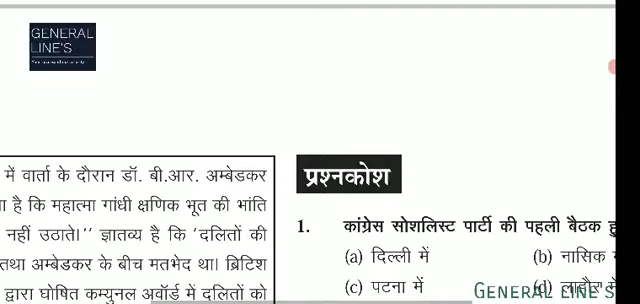 GENERAL
LINE'S
में वार्ता के दौरान डॉ. बी.आर. अम्बेडकर
है कि महात्मा गांधी क्षणिक भूत की भांति
नहीं उठाते।'' ज्ञातव्य है कि 'दलितों की
तथा अम्बेडकर के बीच मतभेद था। ब्रिटिश
द्वारा घोषित कम्युनल अवॉर्ड में दलितों को
प्रश्नकोश
1. कांग्रेस सोशलिस्ट पार्टी की पहली बैठक
(a) दिल्ली में (b) नासिक
(c) पटना में (d) लाहौर में
GENERAL LINE'S